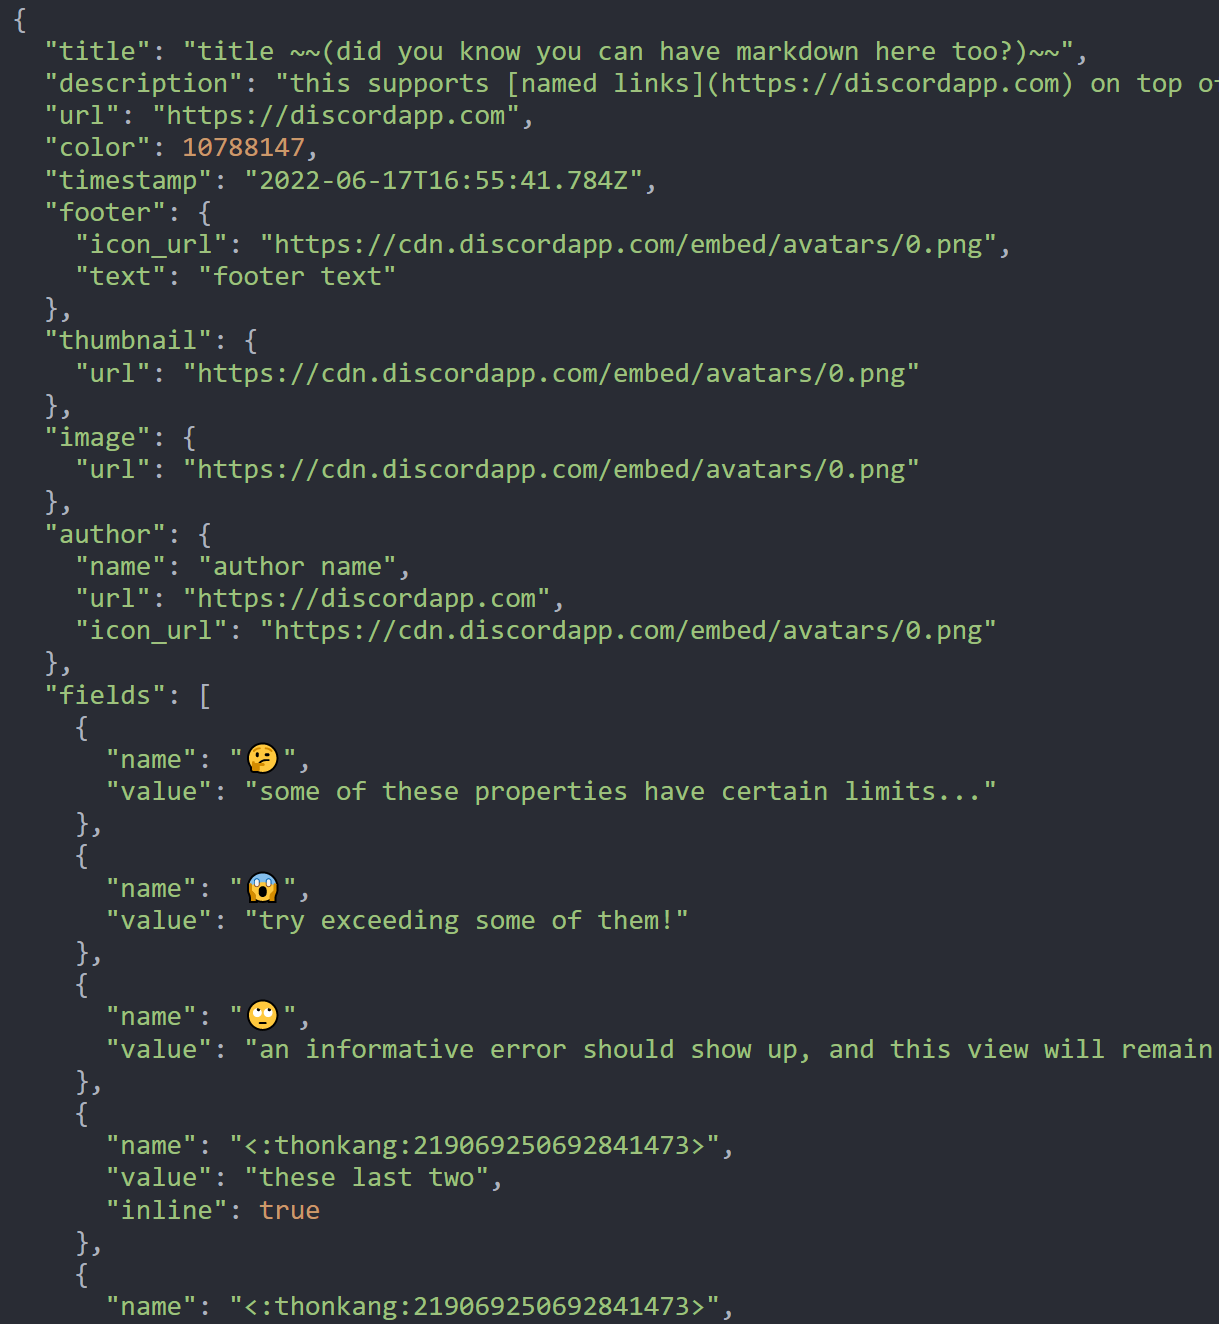 {
  "title": "title ~~(did you know you can have markdown here too?)~~",
  "description": "this supports [named links](https://discordapp.com) on top
  "url": "https://discordapp.com",
  "color": 10788147,
  "timestamp": "2022-06-17T16:55:41.784Z",
  "footer": {
    "icon_url": "https://cdn.discordapp.com/embed/avatars/0.png",
    "text": "footer text"
  },
  "thumbnail": {
    "url": "https://cdn.discordapp.com/embed/avatars/0.png"
  },
  "image": {
    "url": "https://cdn.discordapp.com/embed/avatars/0.png"
  },
  "author": {
    "name": "author name",
    "url": "https://discordapp.com",
    "icon_url": "https://cdn.discordapp.com/embed/avatars/0.png"
  },
  "fields": [
    {
      "name": "🤔",
      "value": "some of these properties have certain limits..."
    },
    {
      "name": "😱",
      "value": "try exceeding some of them!"
    },
    {
      "name": "🙄",
      "value": "an informative error should show up, and this view will remain
    },
    {
      "name": "<:thonkang:219069250692841473>",
      "value": "these last two",
      "inline": true
    },
    {
      "name": "<:thonkang:219069250692841473>",